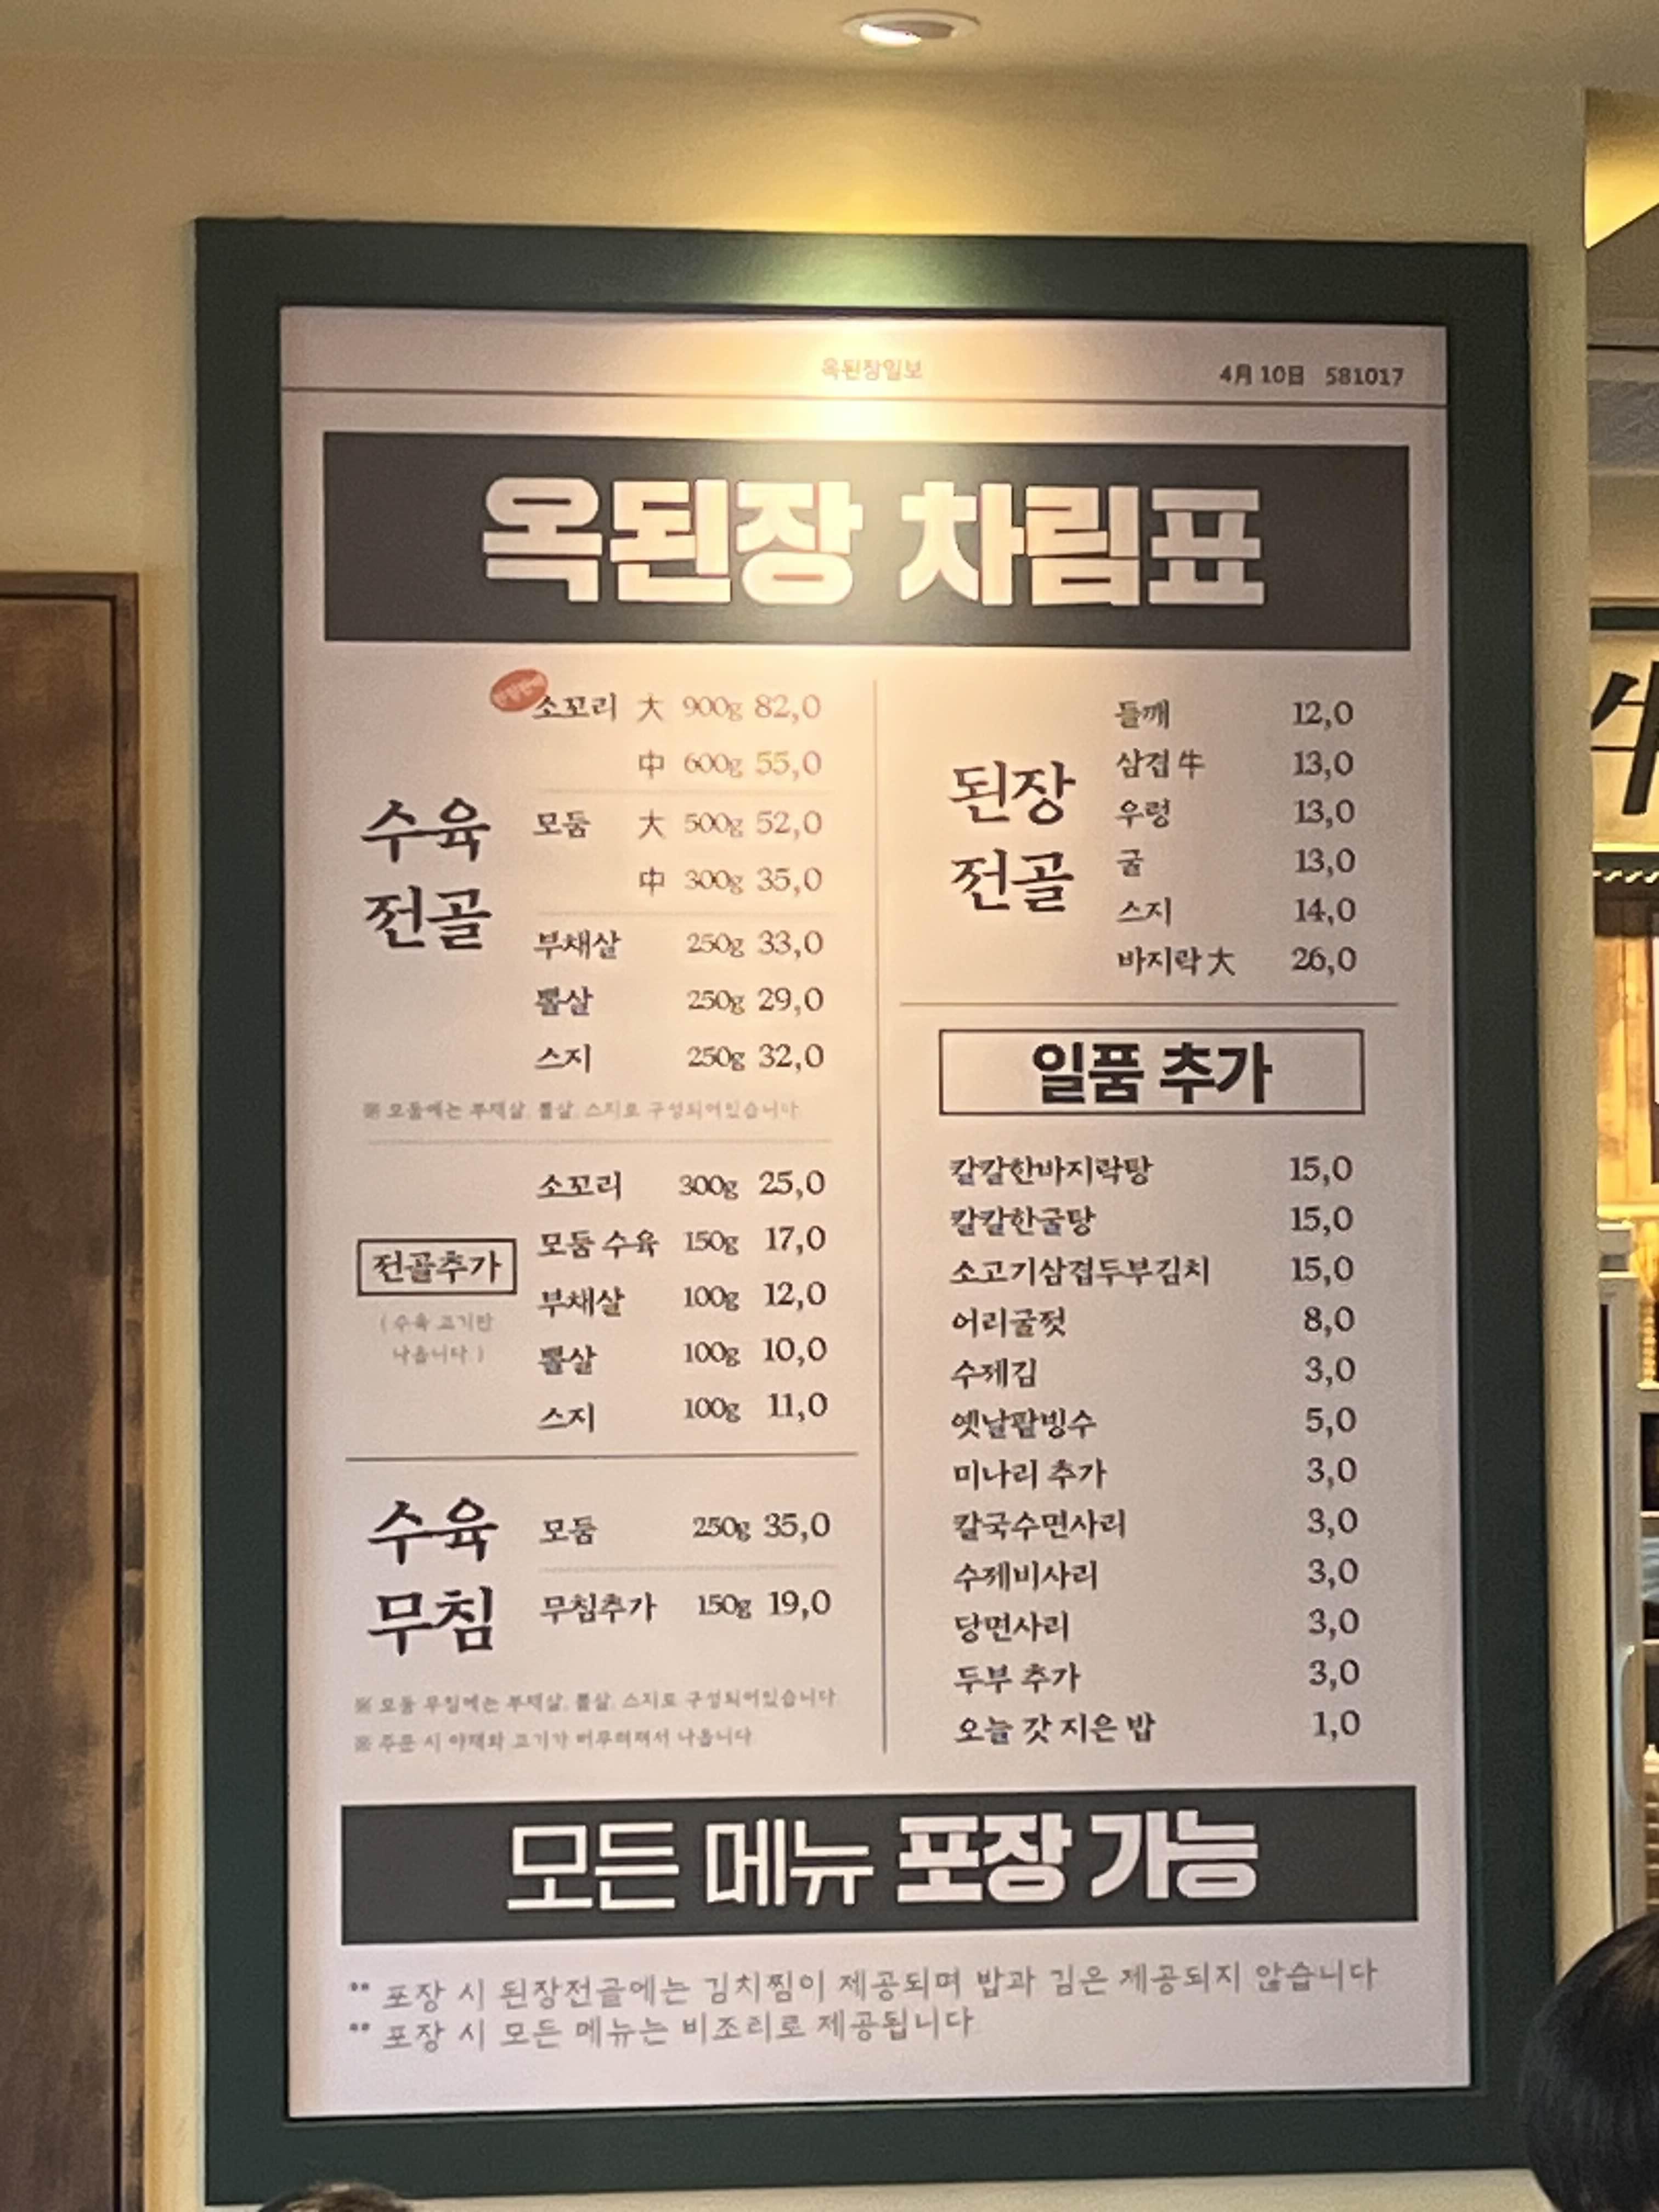 옥된장일보
4月 10日 581017
옥된장 차림표
수육
전골
소꼬리 大 900g 82,0
中 600g 55,0
모둠 大 500g 52,0
中 300g 35,0
부채살 250g 33,0
뽈살 250g 29,0
스지 250g 32,0
※ 모둠에는 부채살, 뽈살, 스지로 구성되어있습니다
전골추가
(수육 고기만
나옵니다.)
소꼬리 300g 25,0
모둠 수육 150g 17,0
부채살 100g 12,0
뽈살 100g 10,0
스지 100g 11,0
수육
무침
모둠 250g 35,0
무침추가 150g 19,0
※ 모둠 무침에는 부채살, 뽈살, 스지로 구성되어있습니다
※ 주문 시 야채와 고기가 버무려져서 나옵니다
된장
전골
들깨 12,0
삼겹牛 13,0
우렁 13,0
굴 13,0
스지 14,0
바지락大 26,0
일품 추가
칼칼한바지락탕 15,0
칼칼한굴탕 15,0
소고기삼겹두부김치 15,0
어리굴젓 8,0
수제김 3,0
옛날팥빙수 5,0
미나리 추가 3,0
칼국수면사리 3,0
수제비사리 3,0
당면사리 3,0
두부 추가 3,0
오늘 갓 지은 밥 1,0
모든 메뉴 포장 가능
** 포장 시 된장전골에는 김치찜이 제공되며 밥과 김은 제공되지 않습니다
** 포장 시 모든 메뉴는 비조리로 제공됩니다
牛